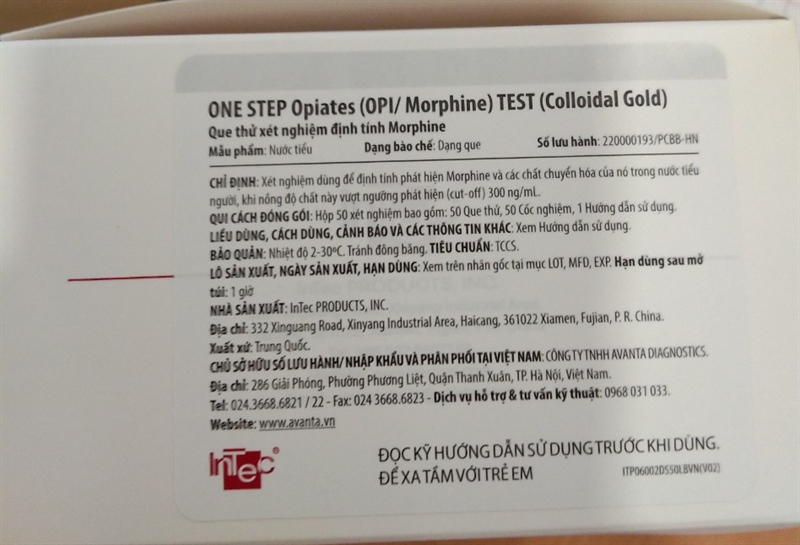 ONE STEP Opiates (OPI/ Morphine) TEST (Colloidal Gold)
Que thử xét nghiệm định tính Morphine
Mẫu phẩm: Nước tiểu Dạng bào chế: Dạng que Số lưu hành: 220000193/PCBB-HN
CHỈ ĐỊNH: Xét nghiệm dùng để định tính phát hiện Morphine và các chất chuyển hóa của nó trong nước tiểu
người, khi nồng độ chất này vượt ngưỡng phát hiện (cut-off) 300 ng/mL.
QUI CÁCH ĐÓNG GÓI: Hộp 50 xét nghiệm bao gồm: 50 Que thử, 50 Cốc nghiệm, 1 Hướng dẫn sử dụng.
LIỀU DÙNG, CÁCH DÙNG, CẢNH BÁO VÀ CÁC THÔNG TIN KHÁC: Xem Hướng dẫn sử dụng.
BẢO QUẢN: Nhiệt độ 2-30ºC. Tránh đông băng. TIÊU CHUẨN: TCCS.
LÔ SẢN XUẤT, NGÀY SẢN XUẤT, HẠN DÙNG: Xem trên nhãn gốc tại mục LOT, MFD, EXP. Hạn dùng sau mở
túi: 1 giờ
NHÀ SẢN XUẤT: InTec PRODUCTS, INC.
Địa chỉ: 332 Xinguang Road, Xinyang Industrial Area, Haicang, 361022 Xiamen, Fujian, P. R. China.
Xuất xứ: Trung Quốc.
CHỦ SỞ HỮU SỐ LƯU HÀNH/ NHẬP KHẨU VÀ PHÂN PHỐI TẠI VIỆT NAM: CÔNG TY TNHH AVANTA DIAGNOSTICS.
Địa chỉ: 286 Giải Phóng, Phường Phương Liệt, Quận Thanh Xuân, TP. Hà Nội, Việt Nam.
Tel: 024.3668.6821 / 22 - Fax: 024 3668.6823 - Dịch vụ hỗ trợ & tư vấn kỹ thuật: 0968 031 033.
Website: www.avanta.vn
InTec®
ĐỌC KỸ HƯỚNG DẪN SỬ DỤNG TRƯỚC KHI DÙNG.
ĐỂ XA TẦM VỚI TRẺ EM
ITP06002DS50LBVN(V02)